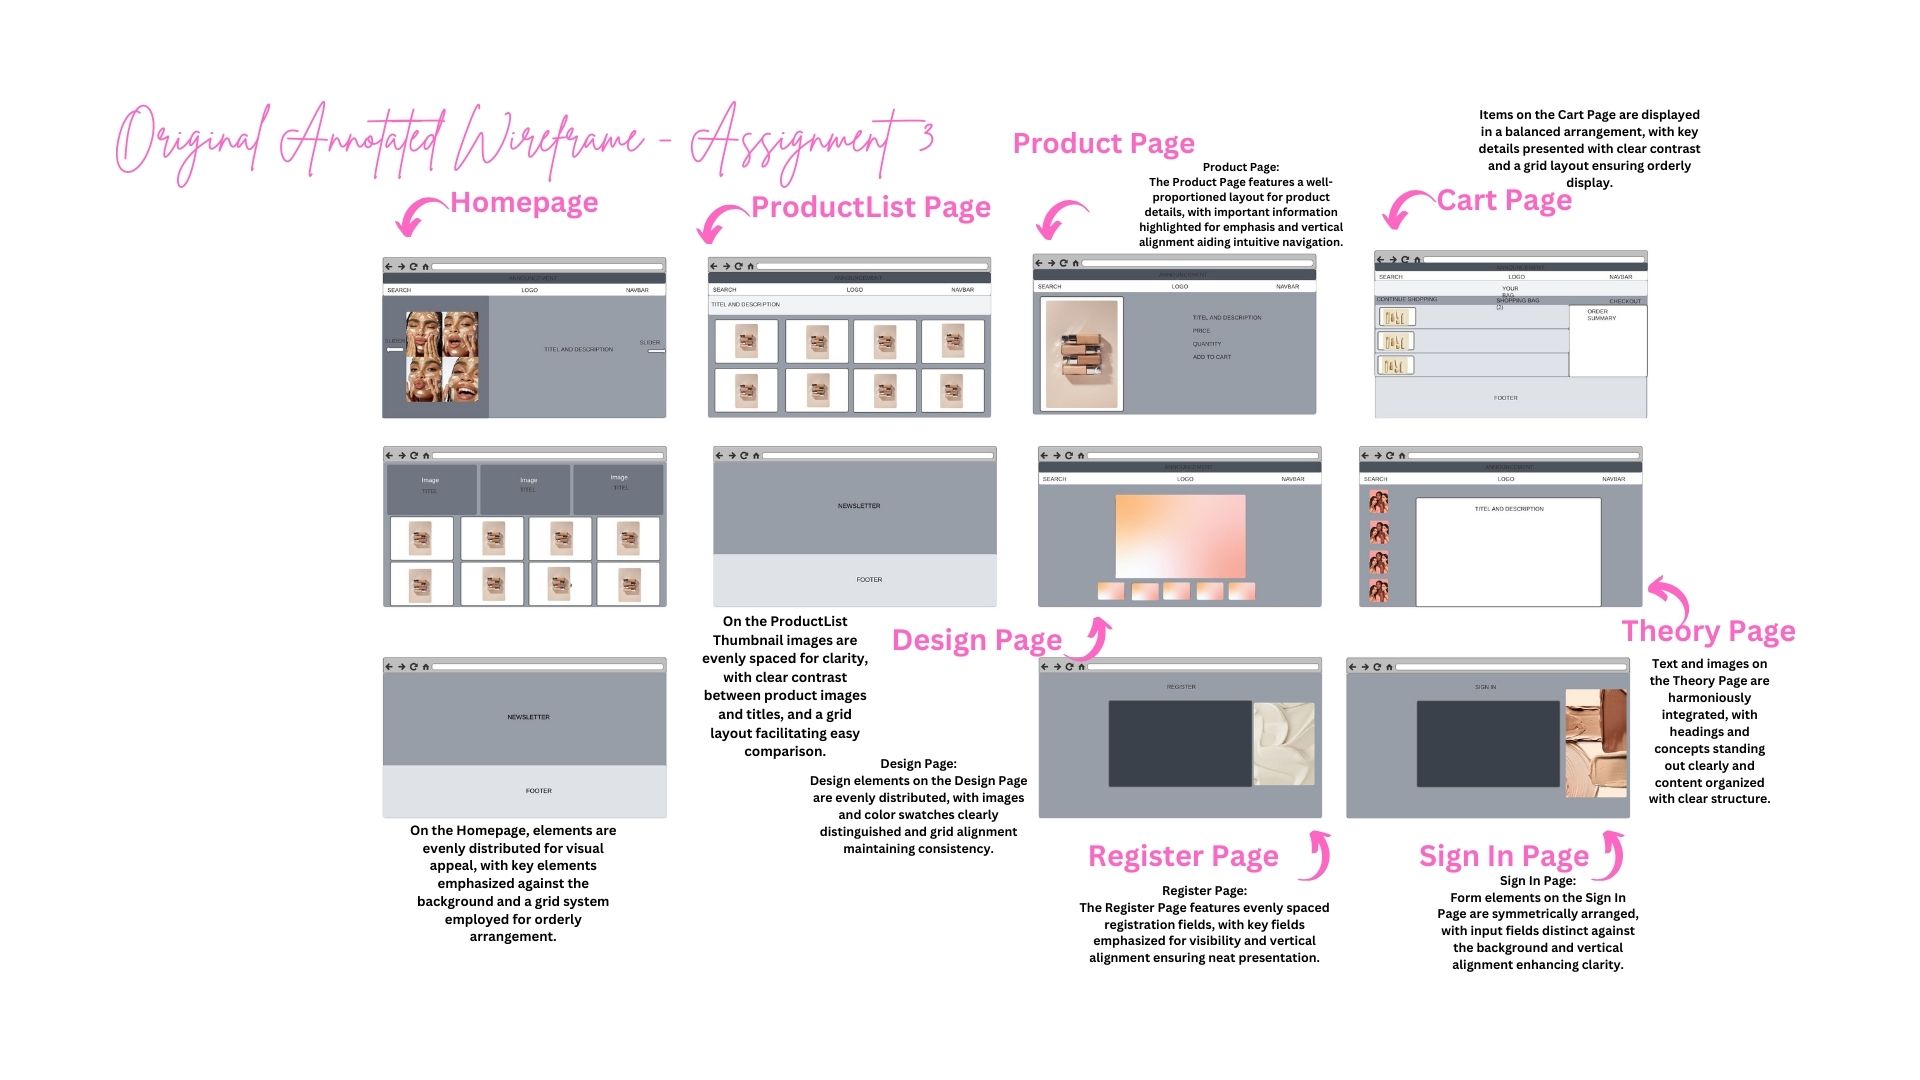 Original Annotated Wireframe - Assignment 3
Homepage
ANNOUNCEMENT
SEARCH LOGO NAVBAR
SLIDER
TITEL AND DESCRIPTION
SLIDER
Image
TITEL
Image
TITEL
Image
TITEL
NEWSLETTER
FOOTER
On the Homepage, elements are
evenly distributed for visual
appeal, with key elements
emphasized against the
background and a grid system
employed for orderly
arrangement.
ProductList Page
ANNOUNCEMENT
SEARCH LOGO NAVBAR
TITEL AND DESCRIPTION
NEWSLETTER
FOOTER
On the ProductList
Thumbnail images are
evenly spaced for clarity,
with clear contrast
between product images
and titles, and a grid
layout facilitating easy
comparison.
Product Page
Product Page:
The Product Page features a well-
proportioned layout for product
details, with important information
highlighted for emphasis and vertical
alignment aiding intuitive navigation.
ANNOUNCEMENT
SEARCH LOGO NAVBAR
TITEL AND DESCRIPTION
PRICE
QUANTITY
ADD TO CART
Items on the Cart Page are displayed
in a balanced arrangement, with key
details presented with clear contrast
and a grid layout ensuring orderly
display.
Cart Page
ANNOUNCEMENT
SEARCH LOGO NAVBAR
YOUR
BAG
CONTINUE SHOPPING
SHOPPING BAG
(2)
CHECKOUT
ORDER
SUMMARY
FOOTER
Design Page
ANNOUNCEMENT
SEARCH LOGO NAVBAR
Design Page:
Design elements on the Design Page
are evenly distributed, with images
and color swatches clearly
distinguished and grid alignment
maintaining consistency.
ANNOUNCEMENT
SEARCH LOGO NAVBAR
TITEL AND DESCRIPTION
Theory Page
Text and images on
the Theory Page are
harmoniously
integrated, with
headings and
concepts standing
out clearly and
content organized
with clear structure.
REGISTER
Register Page
Register Page:
The Register Page features evenly spaced
registration fields, with key fields
emphasized for visibility and vertical
alignment ensuring neat presentation.
SIGN IN
Sign In Page
Sign In Page:
Form elements on the Sign In
Page are symmetrically arranged,
with input fields distinct against
the background and vertical
alignment enhancing clarity.